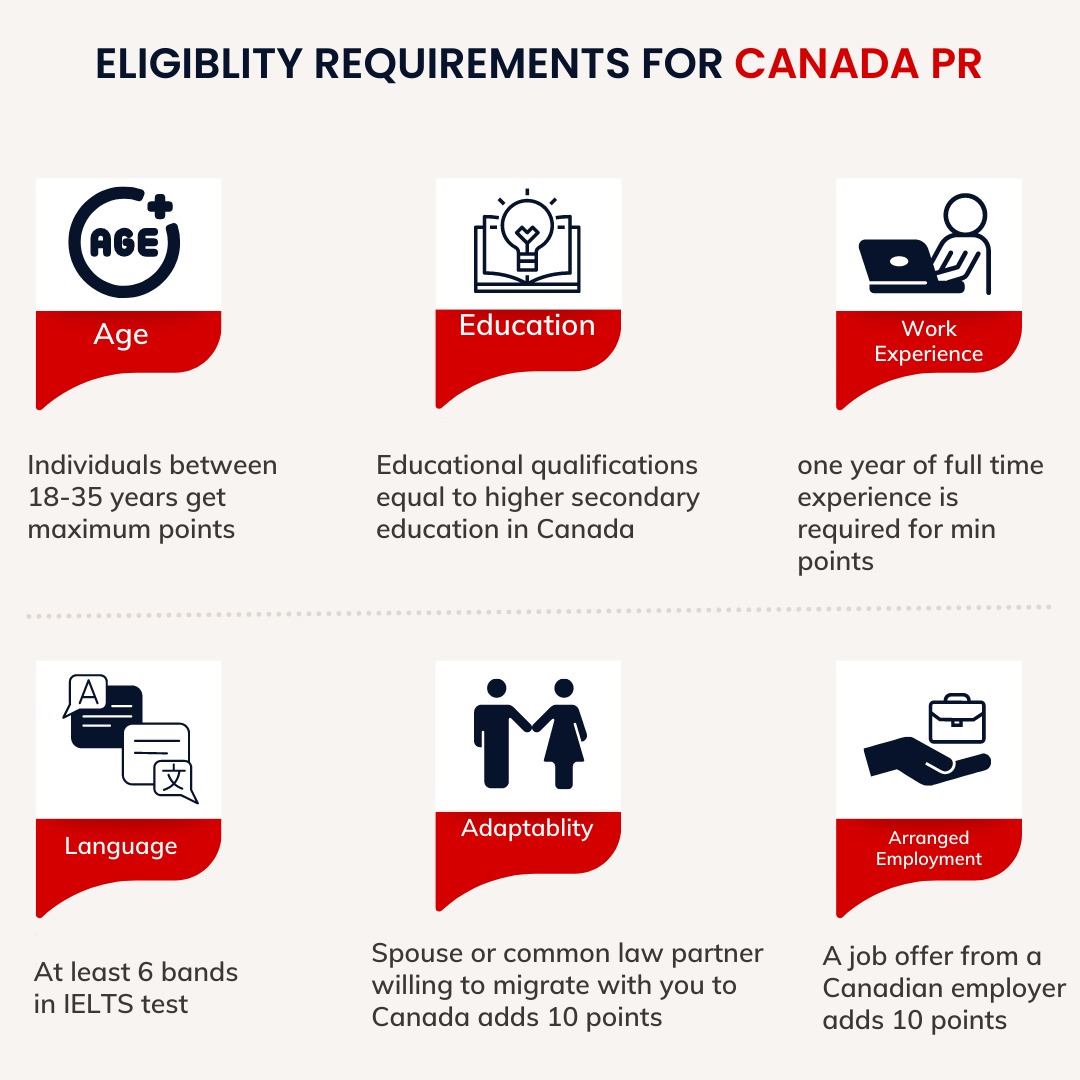 ELIGIBLITY REQUIREMENTS FOR CANADA PR
AGE
Age
Individuals between
18-35 years get
maximum points
Education
Educational qualifications
equal to higher secondary
education in Canada
Work
Experience
one year of full time
experience is
required for min
points
A
文
Language
At least 6 bands
in IELTS test
Adaptablity
Spouse or common law partner
willing to migrate with you to
Canada adds 10 points
Arranged
Employment
A job offer from a
Canadian employer
adds 10 points